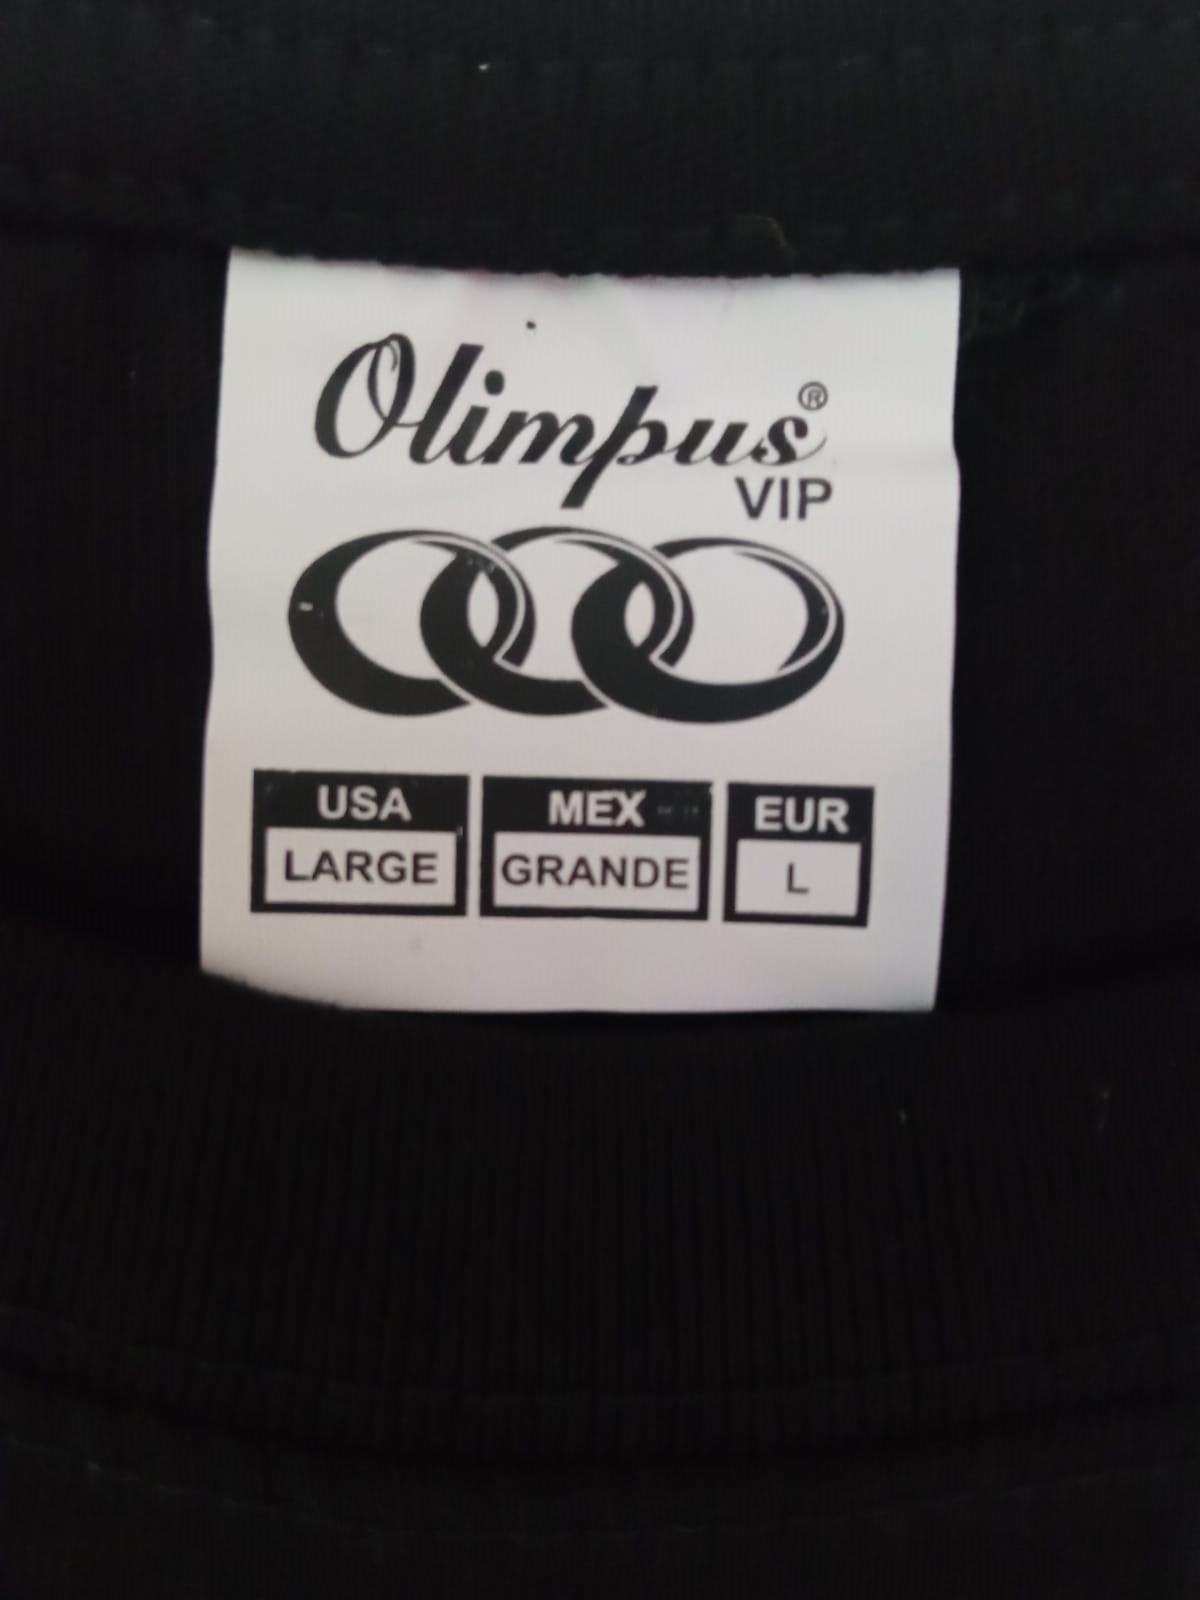 Olimpus®
VIP
USA MEX EUR
LARGE GRANDE L